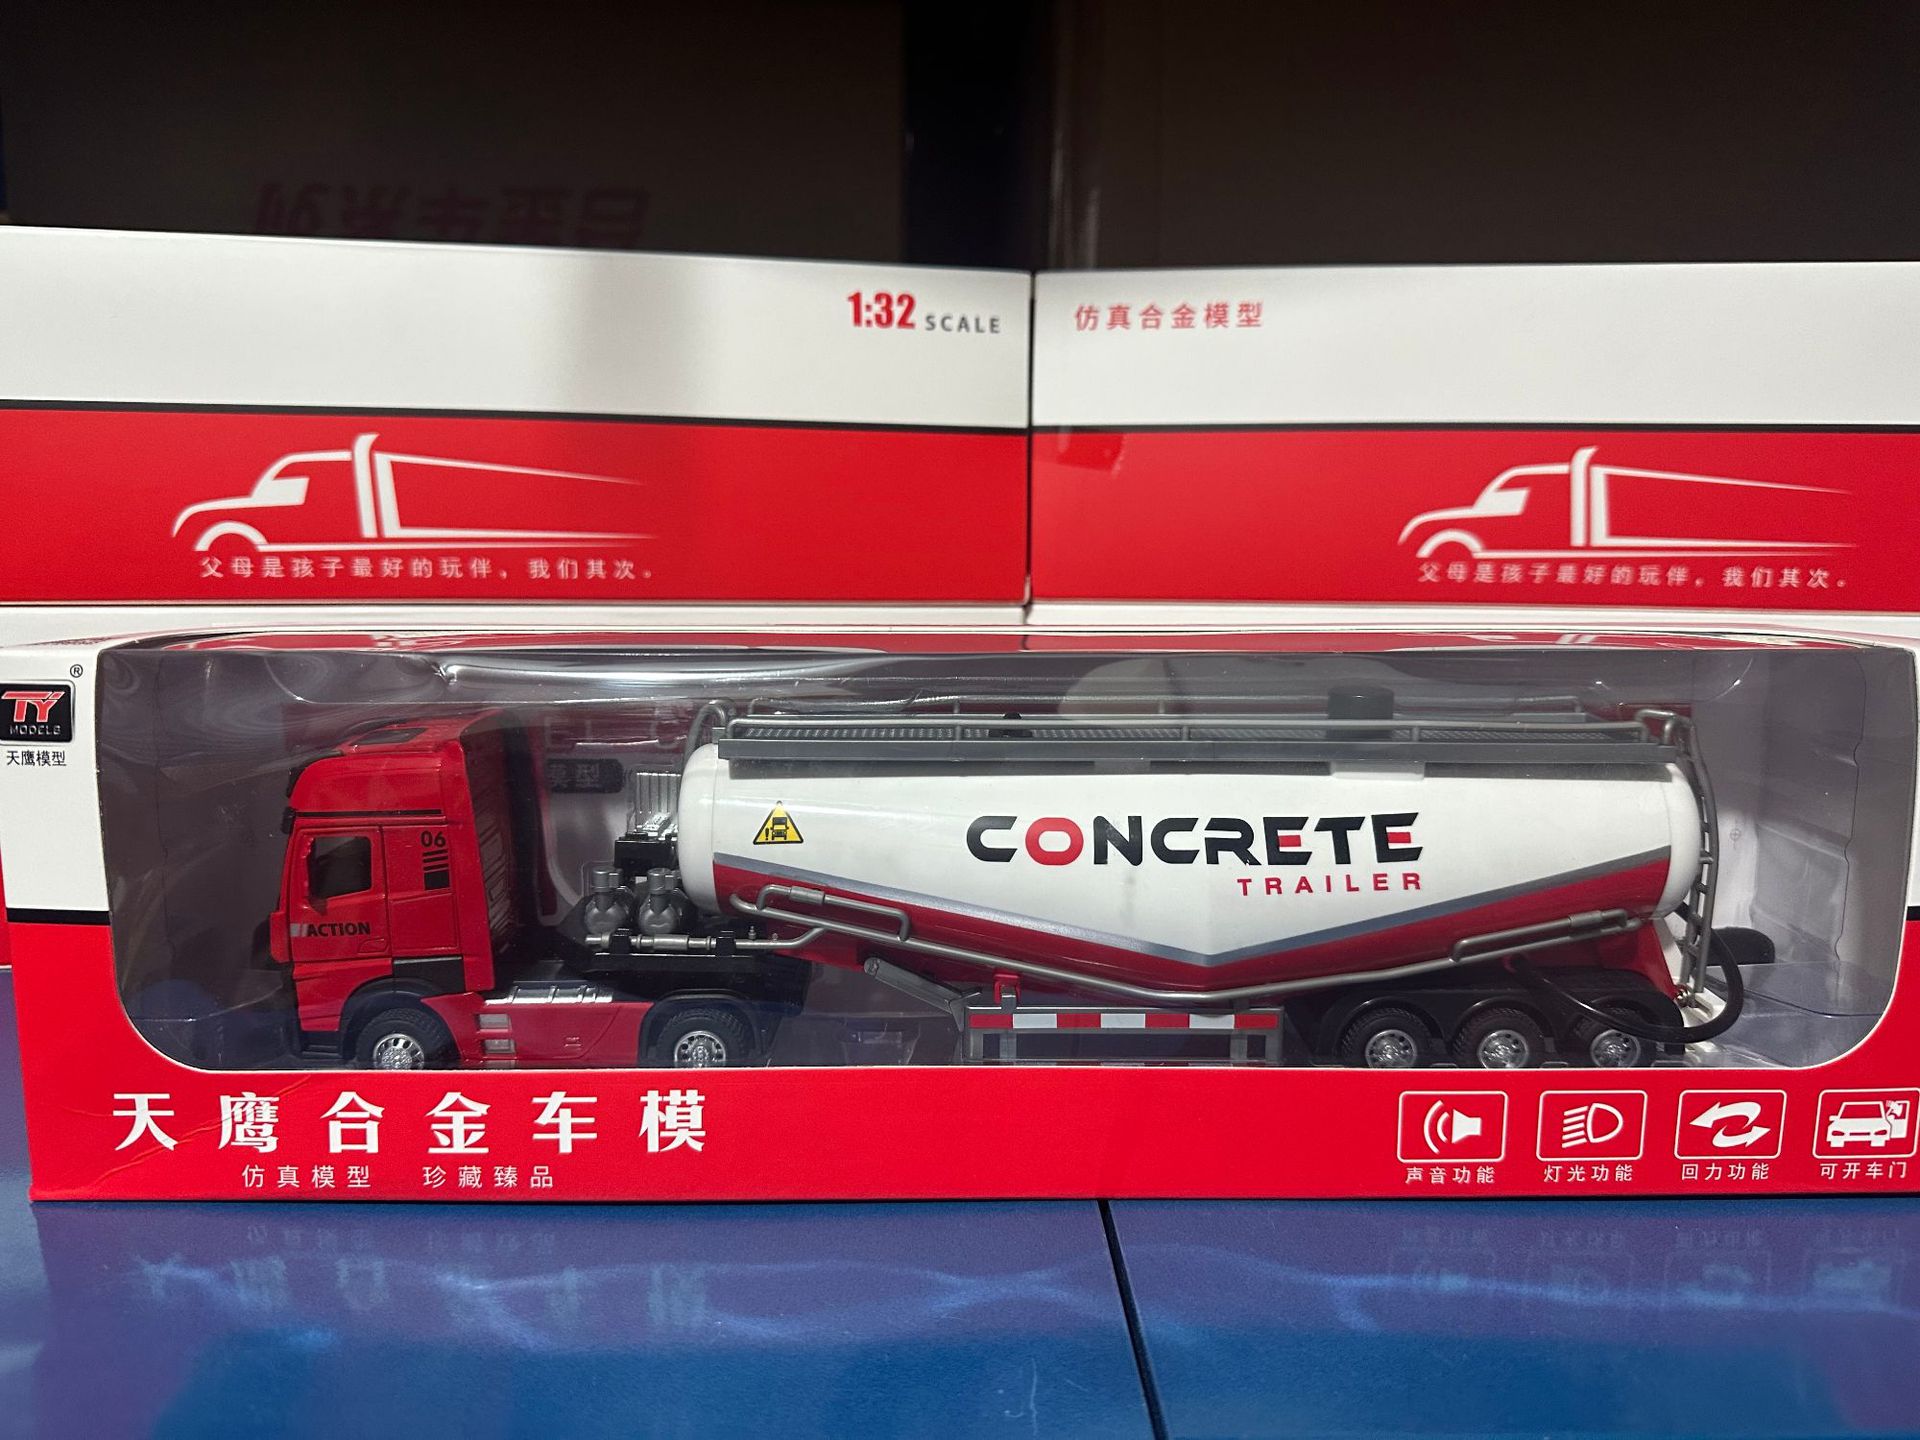 1:32 SCALE
仿真合金模型
父母是孩子最好的玩伴，我们其次。
父母是孩子最好的玩伴，我们其次。
®
TY
MODELS
天鹰模型
06
ACTION
CONCRETE
TRAILER
天鹰合金车模
仿真模型 珍藏臻品
声音功能
灯光功能
回力功能
可开车门